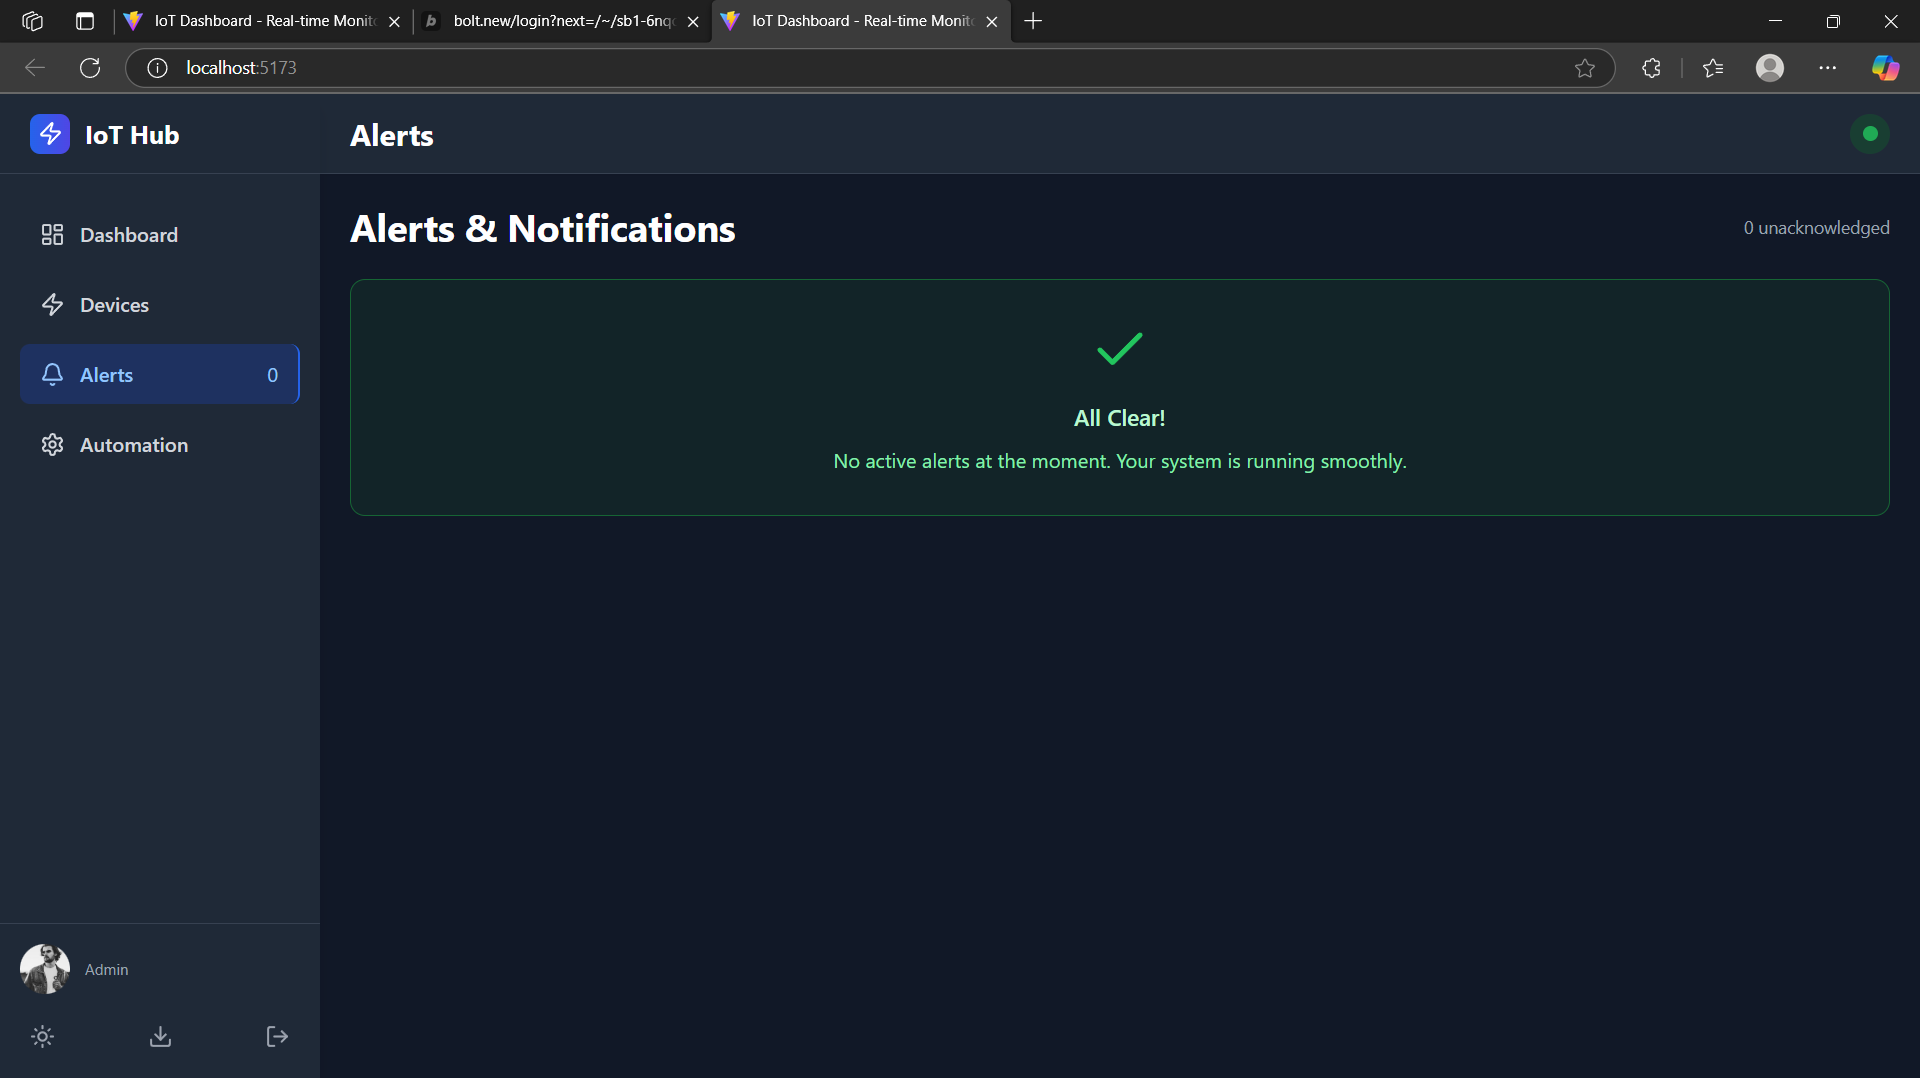 IoT Dashboard - Real-time Monit
bolt.new/login?next=/~/sb1-6nq
IoT Dashboard - Real-time Monit
localhost:5173
IoT Hub
Alerts
Dashboard
Devices
Alerts 0
Automation
Alerts & Notifications
0 unacknowledged
All Clear!
No active alerts at the moment. Your system is running smoothly.
Admin